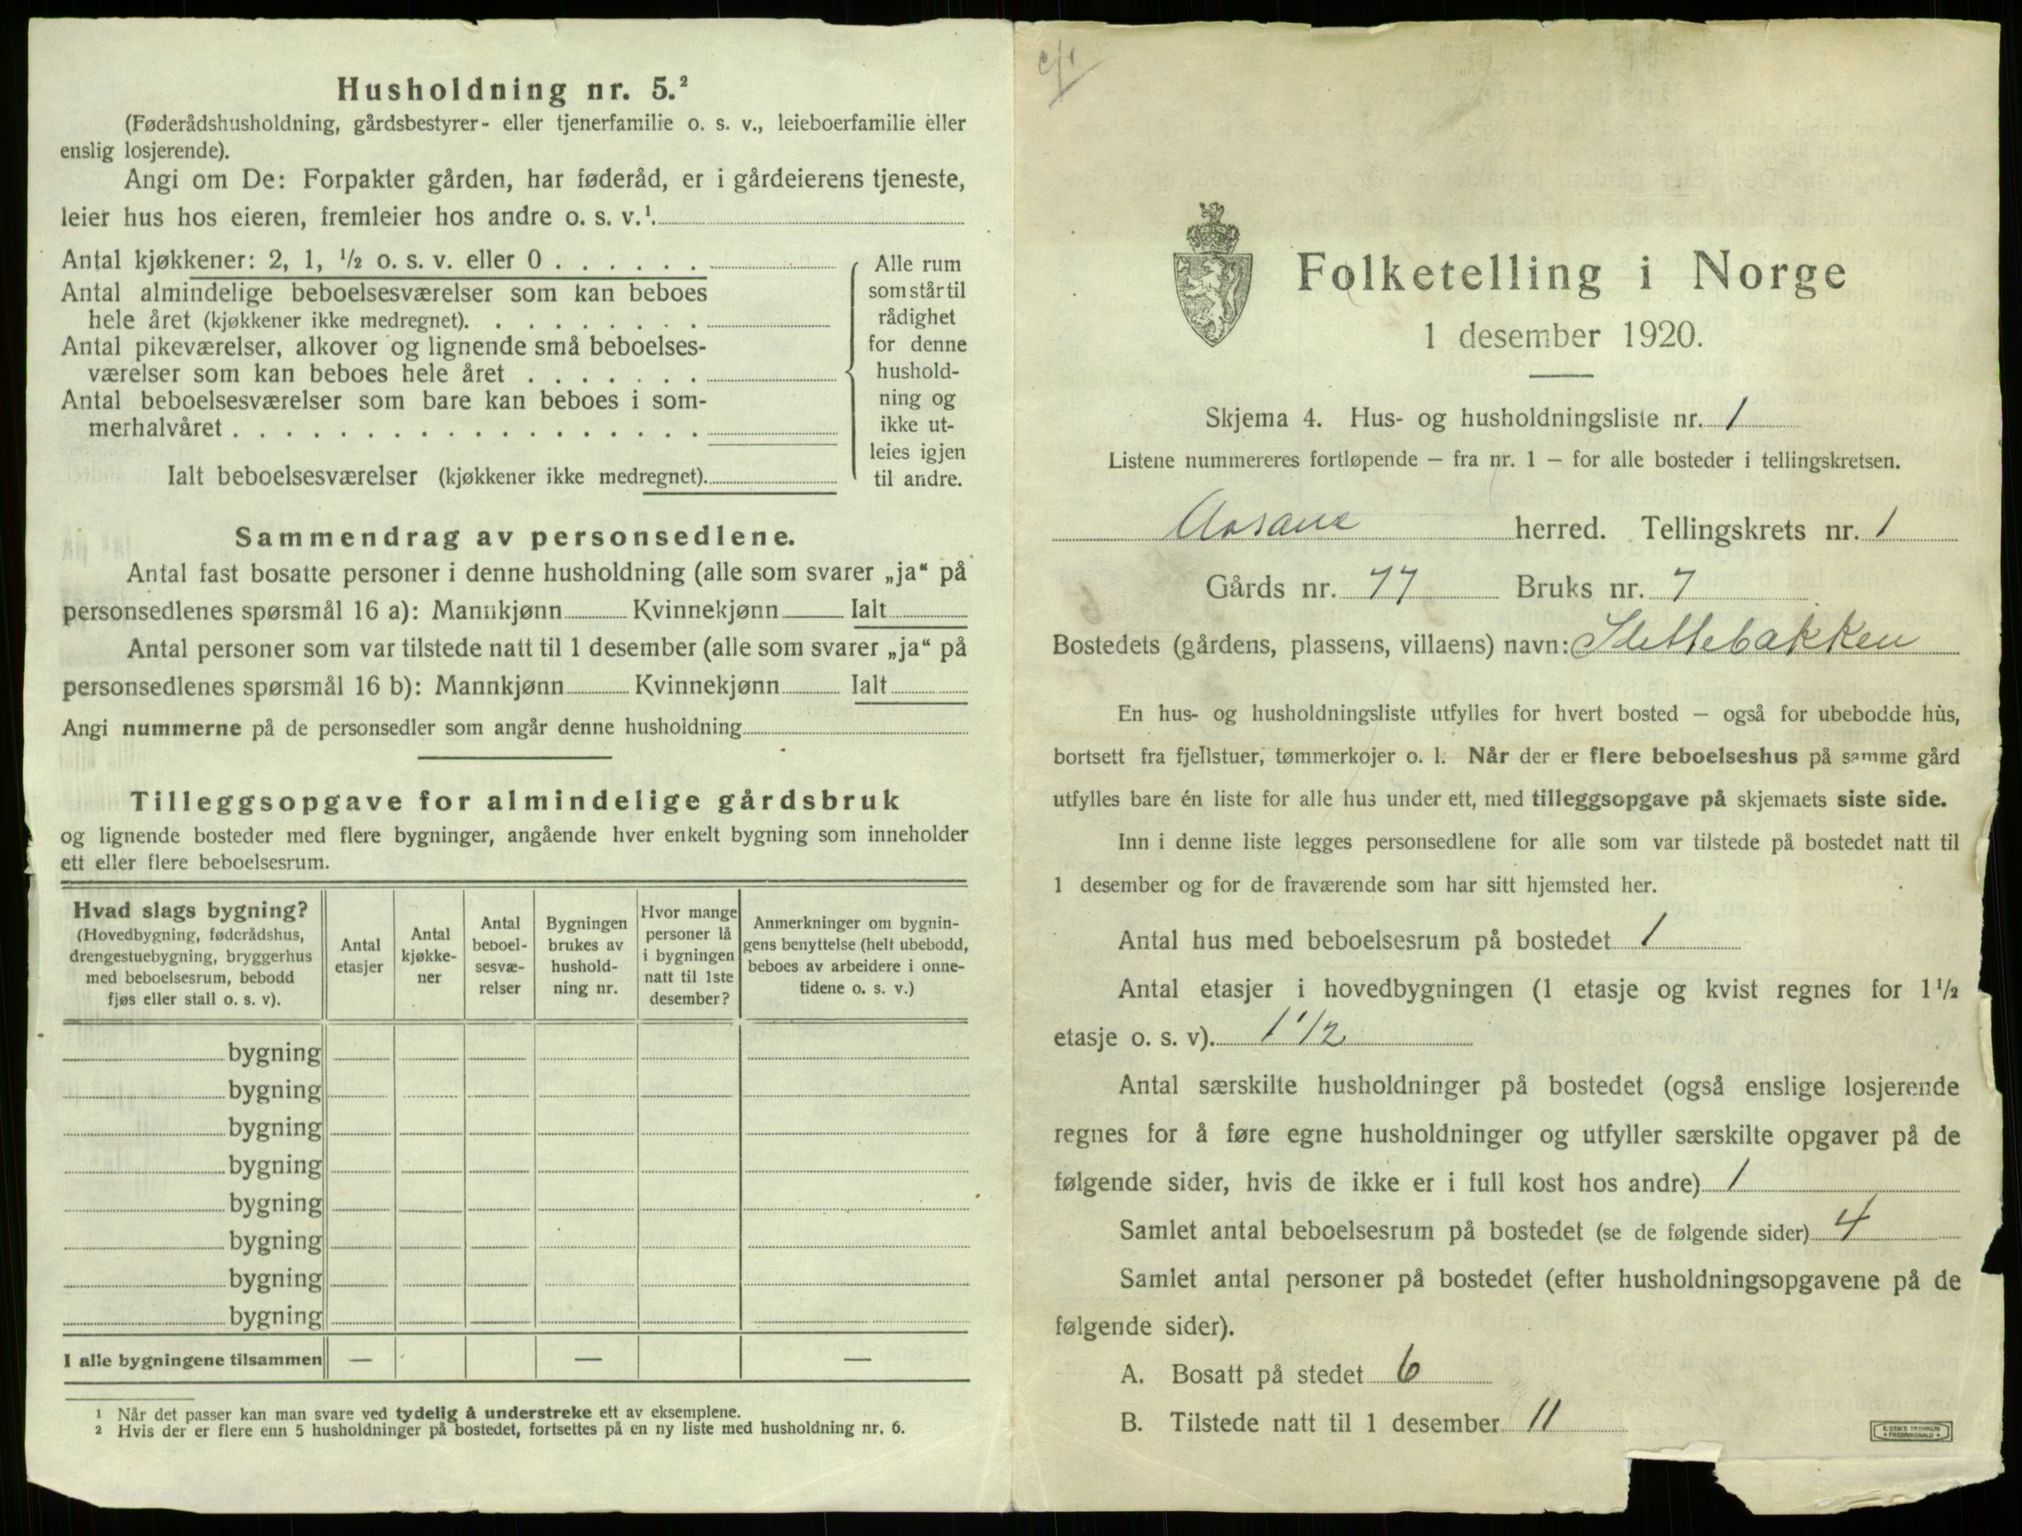 Husholdning nr. 5.²
(Føderådshusholdning, gårdsbestyrer- eller tjenerfamilie o. s. v., leieboerfamilie eller
enslig losjerende).
Angi om De: Forpakter gården, har føderåd, er i gårdeierens tjeneste,
leier hus hos eieren, fremleier hos andre o. s. v.¹
Antal kjøkkener: 2, 1, ½ o. s. v. eller 0
Antal almindelige beboelsesværelser som kan beboes
hele året (kjøkkener ikke medregnet).
Antal pikeværelser, alkover og lignende små beboelses-
værelser som kan beboes hele året
Antal beboelsesværelser som bare kan beboes i som-
merhalvåret
Ialt beboelsesværelser (kjøkkener ikke medregnet).
Alle rum
som står til
rådighet
for denne
hushold-
ning og
ikke ut-
leies igjen
til andre.
Sammendrag av personsedlene.
Antal fast bosatte personer i denne husholdning (alle som svarer „ja“ på
personsedlenes spørsmål 16 a): Mannkjønn Kvinnekjønn Ialt
Antal personer som var tilstede natt til 1 desember (alle som svarer „ja“ på
personsedlenes spørsmål 16 b): Mannkjønn Kvinnekjønn Ialt
Angi nummerne på de personsedler som angår denne husholdning
Tilleggsopgave for almindelige gårdsbruk
og lignende bosteder med flere bygninger, angående hver enkelt bygning som inneholder
ett eller flere beboelsesrum.
Hvad slags bygning?
(Hovedbygning, føderådshus,
drengestuebygning, bryggerhus
med beboelsesrum, bebodd
fjøs eller stall o. s. v).
Antal
etasjer
Antal
kjøkke-
ner
Antal
beboel-
sesvæ-
relser
Bygningen
brukes av
hushold-
ning nr.
Hvor mange
personer lå
i bygningen
natt til 1ste
desember?
Anmerkninger om bygnin-
gens benyttelse (helt ubebodd,
beboes av arbeidere i onne-
tidene o. s. v.)
bygning
bygning
bygning
bygning
bygning
bygning
bygning
bygning
I alle bygningene tilsammen — — —
¹ Når det passer kan man svare ved tydelig å understreke ett av eksemplene.
² Hvis der er flere enn 5 husholdninger på bostedet, fortsettes på en ny liste med husholdning nr. 6.
Folketelling i Norge
1 desember 1920.
Skjema 4. Hus- og husholdningsliste nr. 1
Listene nummereres fortløpende — fra nr. 1 — for alle bosteder i tellingskretsen.
Aasane herred. Tellingskrets nr. 1
Gårds nr. 77 Bruks nr. 7
Bostedets (gårdens, plassens, villaens) navn: Slettebakken
En hus- og husholdningsliste utfylles for hvert bosted — også for ubebodde hus,
bortsett fra fjellstuer, tømmerkojer o. l. Når der er flere beboelseshus på samme gård
utfylles bare én liste for alle hus under ett, med tilleggsopgave på skjemaets siste side.
Inn i denne liste legges personsedlene for alle som var tilstede på bostedet natt til
1 desember og for de fraværende som har sitt hjemsted her.
Antal hus med beboelsesrum på bostedet 1
Antal etasjer i hovedbygningen (1 etasje og kvist regnes for 1½
etasje o. s. v). 1 1/2
Antal særskilte husholdninger på bostedet (også enslige losjerende
regnes for å føre egne husholdninger og utfyller særskilte opgaver på de
følgende sider, hvis de ikke er i full kost hos andre) 1
Samlet antal beboelsesrum på bostedet (se de følgende sider) 4
Samlet antal personer på bostedet (efter husholdningsopgavene på de
følgende sider).
A. Bosatt på stedet 6
B. Tilstede natt til 1 desember 11